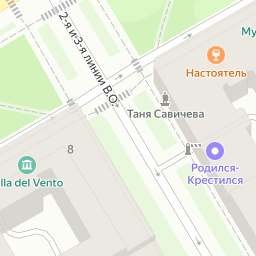 2-я и 3-я линии В.О.
Му
Настоятель
Таня Савичева
8
lla del Vento
Родился-
Крестился